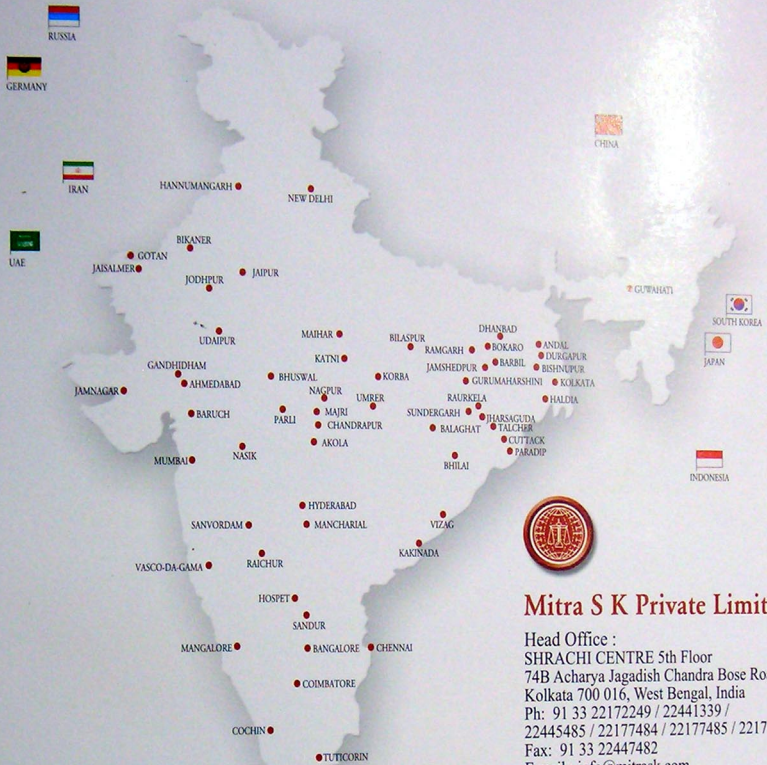 RUSSIA
GERMANY
CHINA
IRAN
HANNUMANGARH
NEW DELHI
UAE
BIKANER
GOTAN
JAISALMER
JAIPUR
JODHPUR
GUWAHATI
SOUTH KOREA
JAPAN
UDAIPUR
MAIHAR
BILASPUR
DHANBAD
RAMGARH
BOKARO
ANDAL
KATNI
DURGAPUR
GANDHIDHAM
JAMSHEDPUR
BARBIL
BISHNUPUR
BHUSWAL
KORBA
GURUMAHARSHINI
KOLKATA
AHMEDABAD
JAMNAGAR
NAGPUR
UMRER
RAURKELA
HALDIA
BARUCH
PARLI
MAJRI
SUNDERGARH
JHARSAGUDA
CHANDRAPUR
BALAGHAT
TALCHER
AKOLA
CUTTACK
NASIK
PARADIP
MUMBAI
BHILAI
INDONESIA
HYDERABAD
SANVORDAM
MANCHARIAL
VIZAG
KAKINADA
VASCO-DA-GAMA
RAICHUR
HOSPET
SANDUR
MANGALORE
BANGALORE
CHENNAI
COIMBATORE
COCHIN
TUTICORIN
Mitra S K Private Limit
Head Office :
SHRACHI CENTRE 5th Floor
74B Acharya Jagadish Chandra Bose Ro
Kolkata 700 016, West Bengal, India
Ph: 91 33 22172249 / 22441339 /
22445485 / 22177484 / 22177485 / 2217
Fax: 91 33 22447482